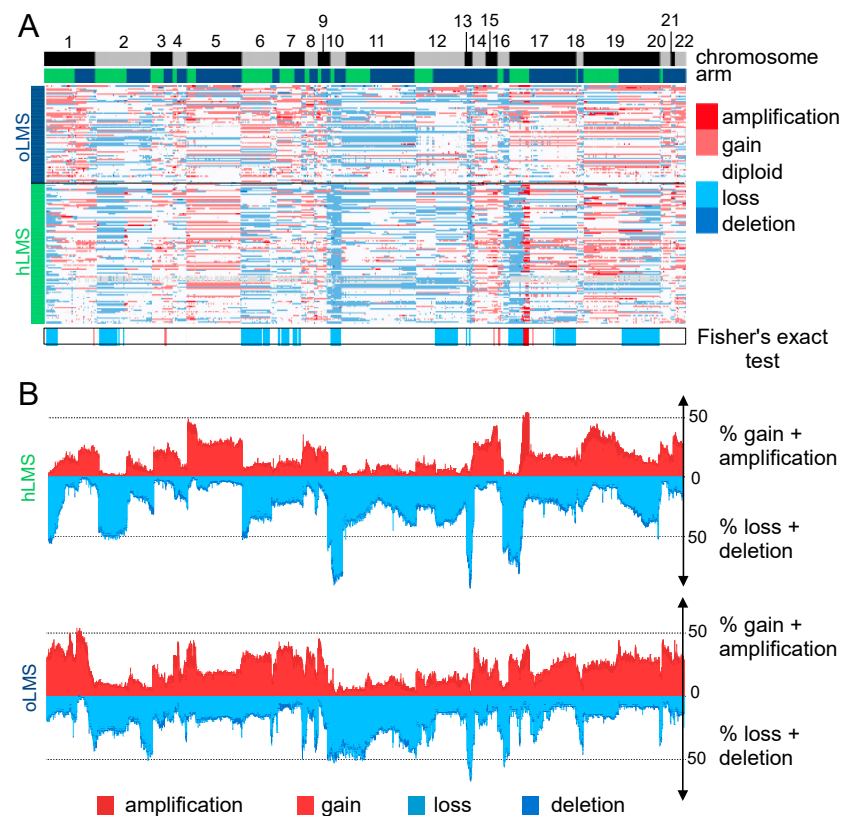 A
9 13 15 21
1 2 3 4 5 6 7 8 10 11 12 14 16 17 18 19 20 22
chromosome
arm
oLMS
amplification
gain
diploid
loss
deletion
hLMS
Fisher's exact
test
B
50
% gain +
amplification
hLMS
0
% loss +
50
deletion
% gain +
50
amplification
oLMS
0
% loss +
deletion
50
amplification gain loss deletion